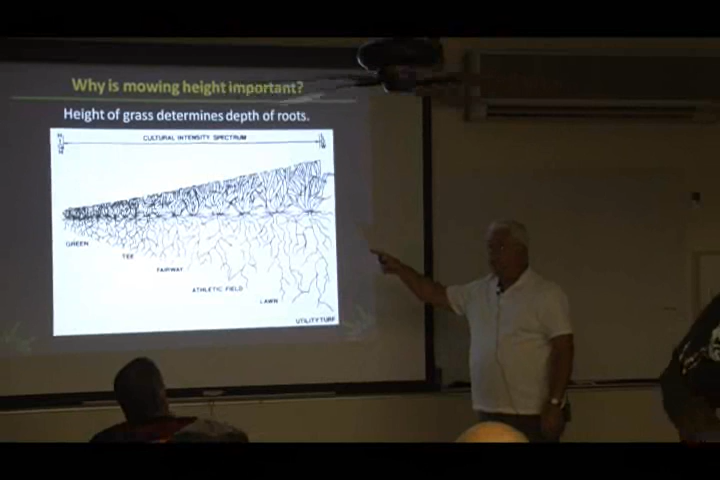 Why is mowing height important?
Height of grass determines depth of roots.
CULTURAL INTENSITY SPECTRUM
GREEN
TEE
FAIRWAY
ATHLETIC FIELD
LAWN
UTILITY TURF